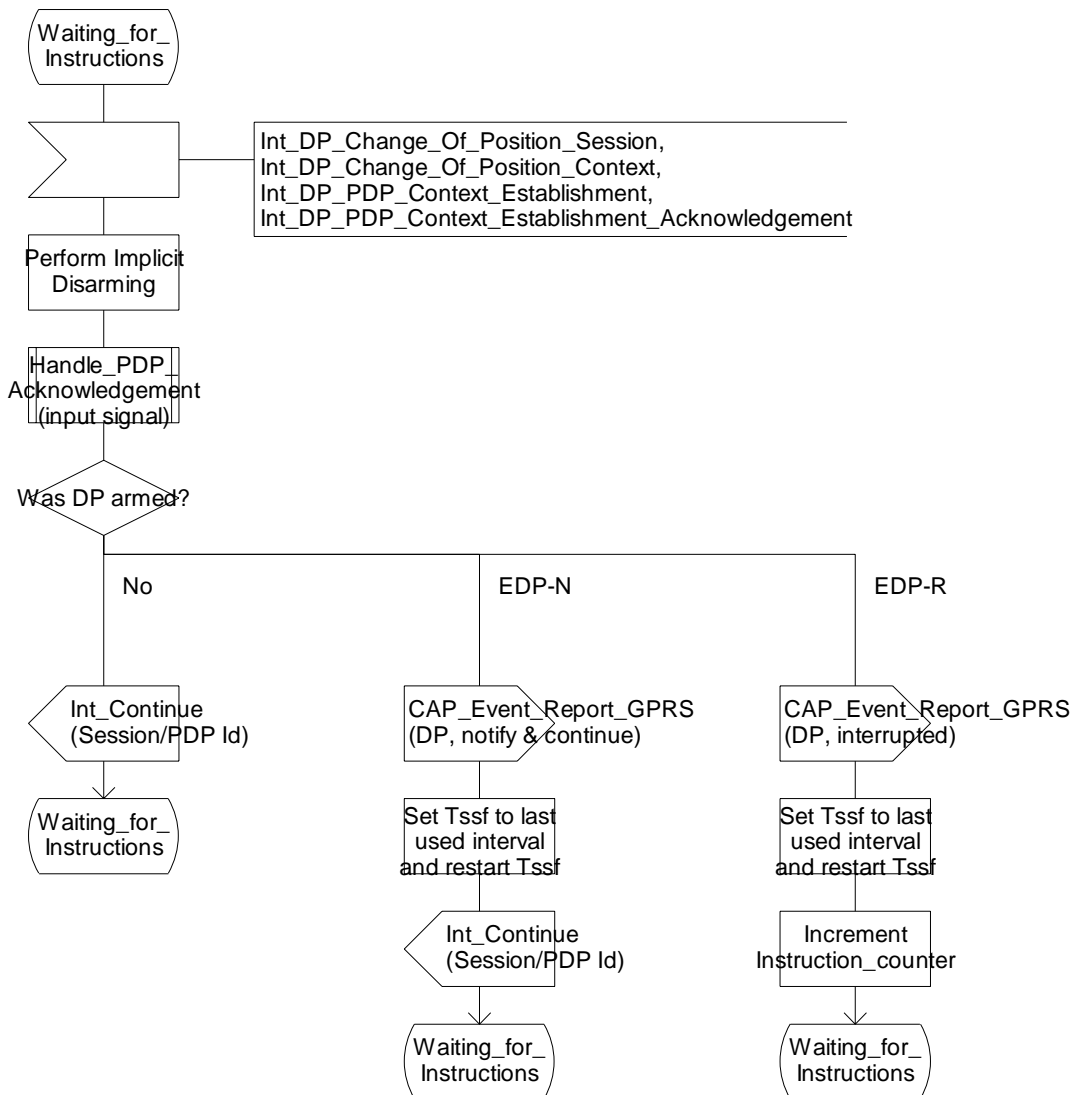 Waiting_for_
Instructions
Int_DP_Change_Of_Position_Session,
Int_DP_Change_Of_Position_Context,
Int_DP_PDP_Context_Establishment,
Int_DP_PDP_Context_Establishment_Acknowledgement
Perform Implicit
Disarming
Handle_PDP_
Acknowledgement
(input signal)
Was DP armed?
No
EDP-N
EDP-R
Int_Continue
(Session/PDP Id)
CAP_Event_Report_GPRS
(DP, notify & continue)
CAP_Event_Report_GPRS
(DP, interrupted)
Waiting_for_
Instructions
Set Tssf to last
used interval
and restart Tssf
Set Tssf to last
used interval
and restart Tssf
Int_Continue
(Session/PDP Id)
Increment
Instruction_counter
Waiting_for_
Instructions
Waiting_for_
Instructions